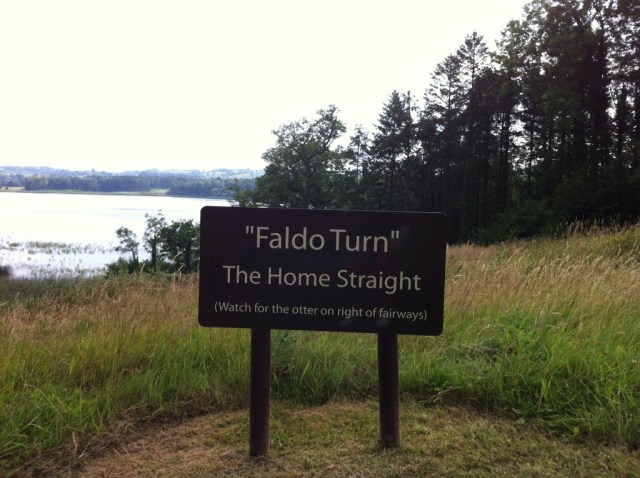 "Faldo Turn"
The Home Straight
(Watch for the otter on right of fairways)